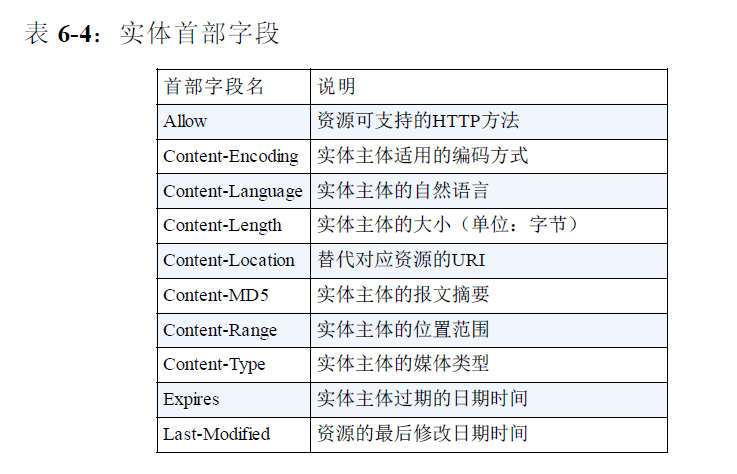 表 6-4：实体首部字段
首部字段名 说明
Allow 资源可支持的HTTP方法
Content-Encoding 实体主体适用的编码方式
Content-Language 实体主体的自然语言
Content-Length 实体主体的大小（单位：字节）
Content-Location 替代对应资源的URI
Content-MD5 实体主体的报文摘要
Content-Range 实体主体的位置范围
Content-Type 实体主体的媒体类型
Expires 实体主体过期的日期时间
Last-Modified 资源的最后修改日期时间